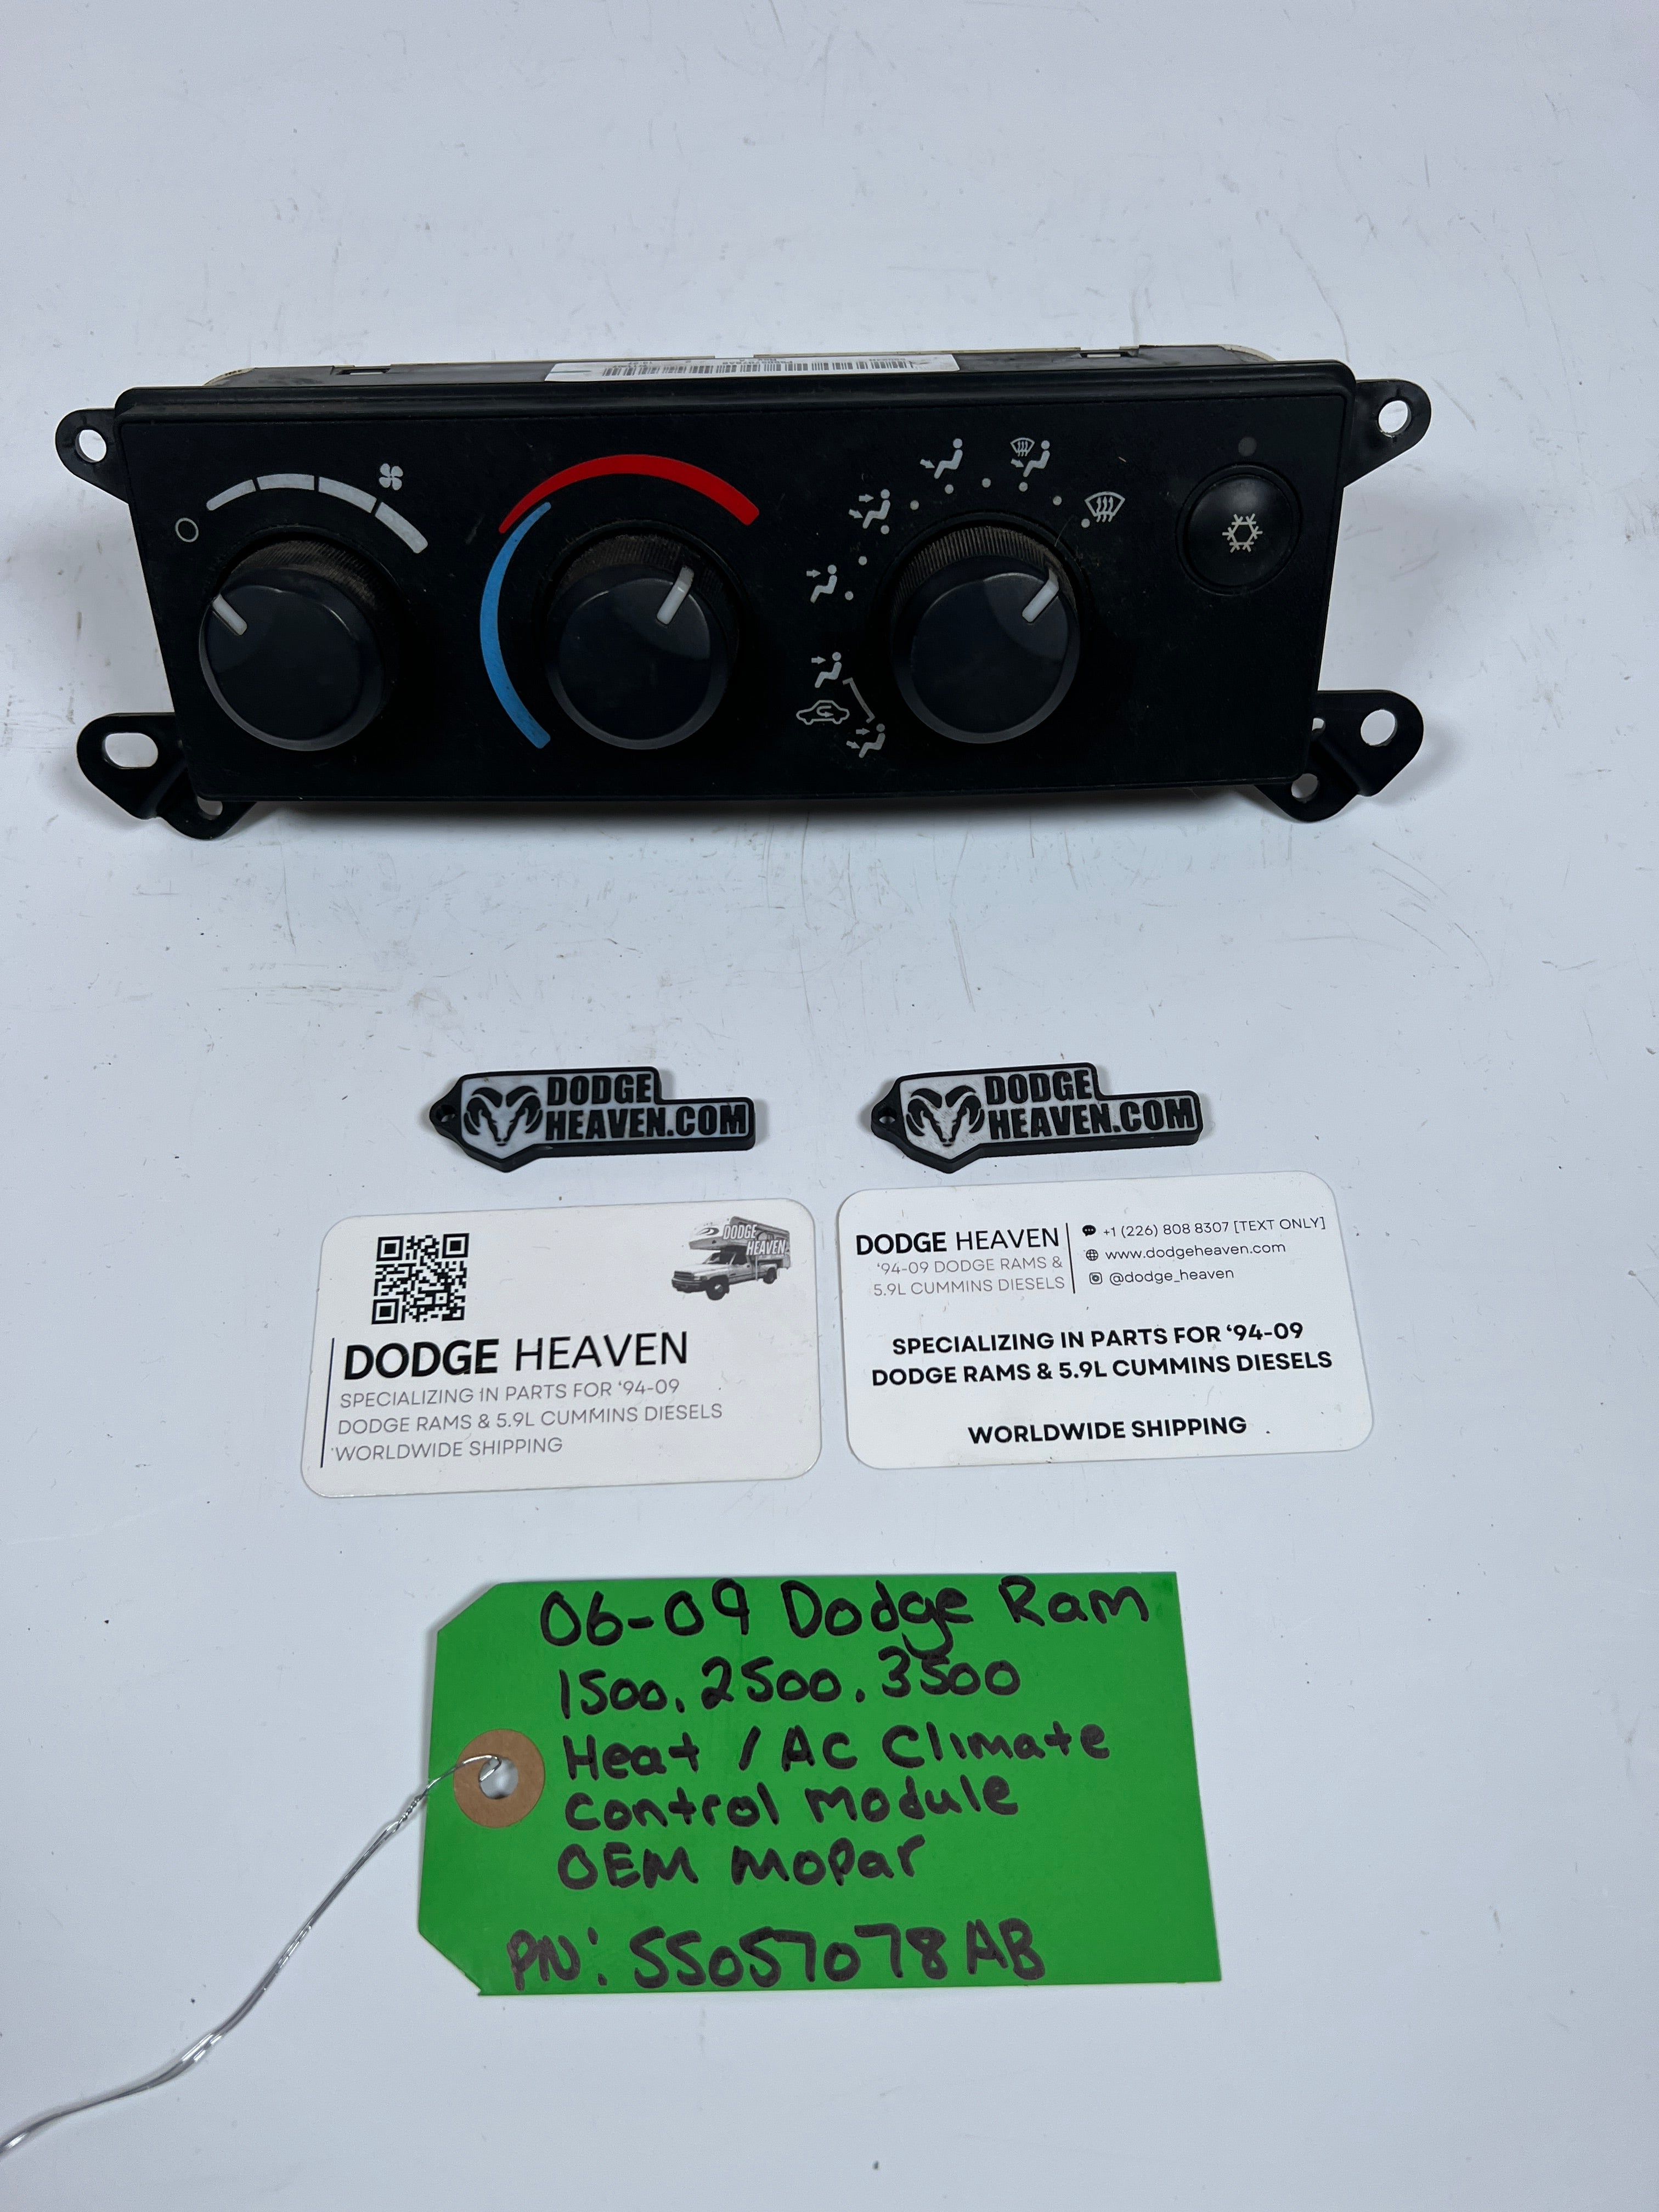 DODGE
HEAVEN.COM
DODGE
HEAVEN.COM
DODGE
HEAVEN
DODGE HEAVEN
SPECIALIZING IN PARTS FOR ‘94-09
DODGE RAMS & 5.9L CUMMINS DIESELS
WORLDWIDE SHIPPING
DODGE HEAVEN
‘94-09 DODGE RAMS &
5.9L CUMMINS DIESELS
+1 (226) 808 8307 [TEXT ONLY]
www.dodgeheaven.com
@dodge_heaven
SPECIALIZING IN PARTS FOR ‘94-09
DODGE RAMS & 5.9L CUMMINS DIESELS
WORLDWIDE SHIPPING
06-09 Dodge Ram
1500. 2500. 3500
Heat / AC Climate
Control Module
OEM Mopar
PN: 55057078AB